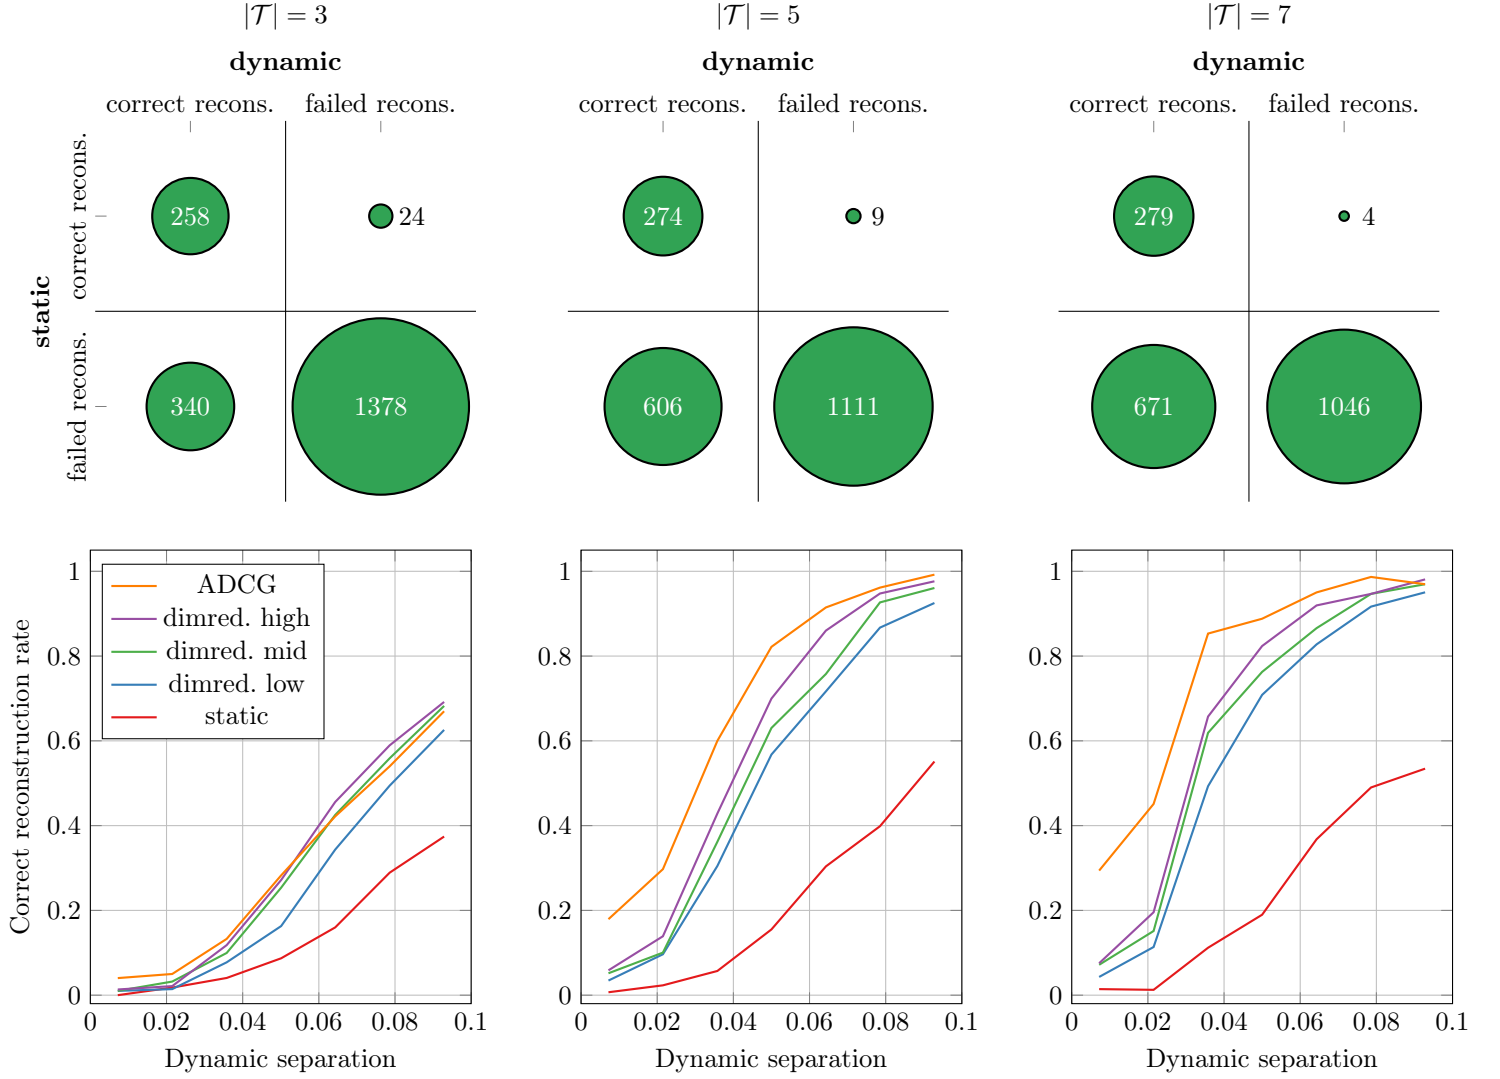 |𝒯| = 3
|𝒯| = 5
|𝒯| = 7
dynamic
dynamic
dynamic
correct recons. failed recons.
correct recons. failed recons.
correct recons. failed recons.
static
correct recons.
failed recons.
258 24
340 1378
274 9
606 1111
279 4
671 1046
Correct reconstruction rate
1
0.8
0.6
0.4
0.2
0
ADCG
dimred. high
dimred. mid
dimred. low
static
0 0.02 0.04 0.06 0.08 0.1
Dynamic separation
1
0.8
0.6
0.4
0.2
0
0 0.02 0.04 0.06 0.08 0.1
Dynamic separation
1
0.8
0.6
0.4
0.2
0
0 0.02 0.04 0.06 0.08 0.1
Dynamic separation